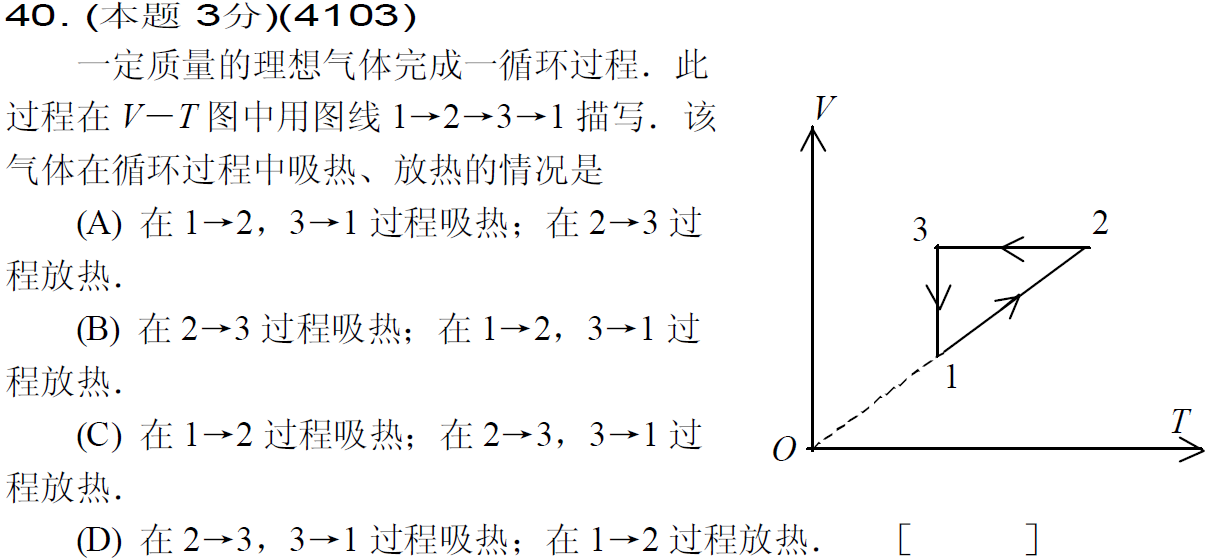 40. (本题 3分)(4103)
一定质量的理想气体完成一循环过程．此
过程在 V－T 图中用图线 1→2→3→1 描写．该
气体在循环过程中吸热、放热的情况是
(A) 在 1→2，3→1 过程吸热；在 2→3 过
程放热．
(B) 在 2→3 过程吸热；在 1→2，3→1 过
程放热．
(C) 在 1→2 过程吸热；在 2→3，3→1 过
程放热．
(D) 在 2→3，3→1 过程吸热；在 1→2 过程放热． ［ ］
V
3
2
1
T
O